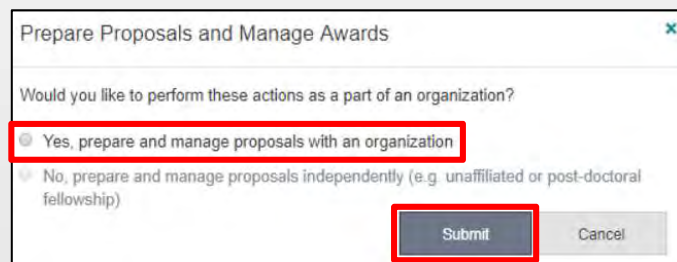 Prepare Proposals and Manage Awards
×
Would you like to perform these actions as a part of an organization?
Yes, prepare and manage proposals with an organization
No, prepare and manage proposals independently (e.g. unaffiliated or post-doctoral
fellowship)
Submit Cancel